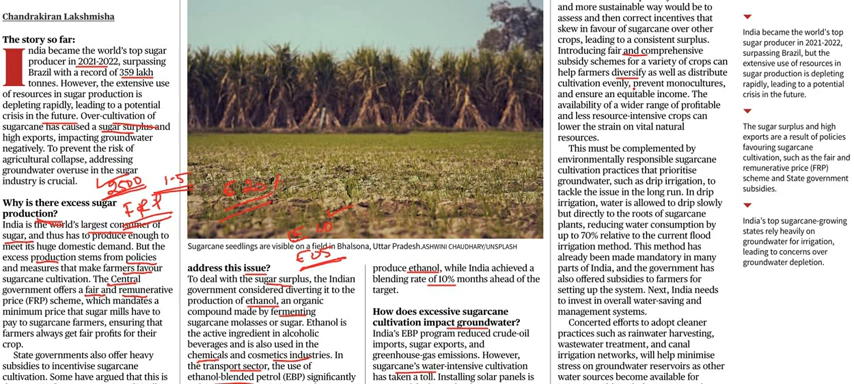 Chandrakiran Lakshmisha
The story so far:
India became the world's top sugar
producer in 2021-2022, surpassing
Brazil with a record of 359 lakh
tonnes. However, the extensive use
of resources in sugar production is
depleting rapidly, leading to a potential
crisis in the future. Over-cultivation of
sugarcane has caused a sugar surplus and
high exports, impacting groundwater
negatively. To prevent the risk of
agricultural collapse, addressing
groundwater overuse in the sugar
industry is crucial.
2500
1.5
FRP
Why is there excess sugar
production?
India is the world's largest consumer of
sugar, and thus has to produce enough to
meet its huge domestic demand. But the
excess production stems from policies
and measures that make farmers favour
sugarcane cultivation. The Central
government offers a fair and remunerative
price (FRP) scheme, which mandates a
minimum price that sugar mills have to
pay to sugarcane farmers, ensuring that
farmers always get fair profits for their
crop.
State governments also offer heavy
subsidies to incentivise sugarcane
cultivation. Some have argued that this is
Sugarcane seedlings are visible on a field in Bhalsona, Uttar Pradesh. ASHWINI CHAUDHARY/UNSPLASH
address this issue?
To deal with the sugar surplus, the Indian
government considered diverting it to the
production of ethanol, an organic
compound made by fermenting
sugarcane molasses or sugar. Ethanol is
the active ingredient in alcoholic
beverages and is also used in the
chemicals and cosmetics industries. In
the transport sector, the use of
ethanol-blended petrol (EBP) significantly
produce ethanol, while India achieved a
blending rate of 10% months ahead of the
target.
How does excessive sugarcane
cultivation impact groundwater?
India's EBP program reduced crude-oil
imports, sugar exports, and
greenhouse-gas emissions. However,
sugarcane's water-intensive cultivation
has taken a toll. Installing solar panels is
and more sustainable way would be to
assess and then correct incentives that
skew in favour of sugarcane over other
crops, leading to a consistent surplus.
Introducing fair and comprehensive
subsidy schemes for a variety of crops can
help farmers diversify as well as distribute
cultivation evenly, prevent monocultures,
and ensure an equitable income. The
availability of a wider range of profitable
and less resource-intensive crops can
lower the strain on vital natural
resources.
This must be complemented by
environmentally responsible sugarcane
cultivation practices that prioritise
groundwater, such as drip irrigation, to
tackle the issue in the long run. In drip
irrigation, water is allowed to drip slowly
but directly to the roots of sugarcane
plants, reducing water consumption by
up to 70% relative to the current flood
irrigation method. This method has
already been made mandatory in many
parts of India, and the government has
also offered subsidies to farmers for
setting up the system. Next, India needs
to invest in overall water-saving and
management systems.
Concerted efforts to adopt cleaner
practices such as rainwater harvesting,
wastewater treatment, and canal
irrigation networks, will help minimise
stress on groundwater reservoirs as other
water sources become available for
India became the world's top
sugar producer in 2021-2022,
surpassing Brazil, but the
extensive use of resources in
sugar production is depleting
rapidly, leading to a potential
crisis in the future.
The sugar surplus and high
exports are a result of policies
favouring sugarcane
cultivation, such as the fair and
remunerative price (FRP)
scheme and State government
subsidies.
India's top sugarcane-growing
states rely heavily on
groundwater for irrigation,
leading to concerns over
groundwater depletion.